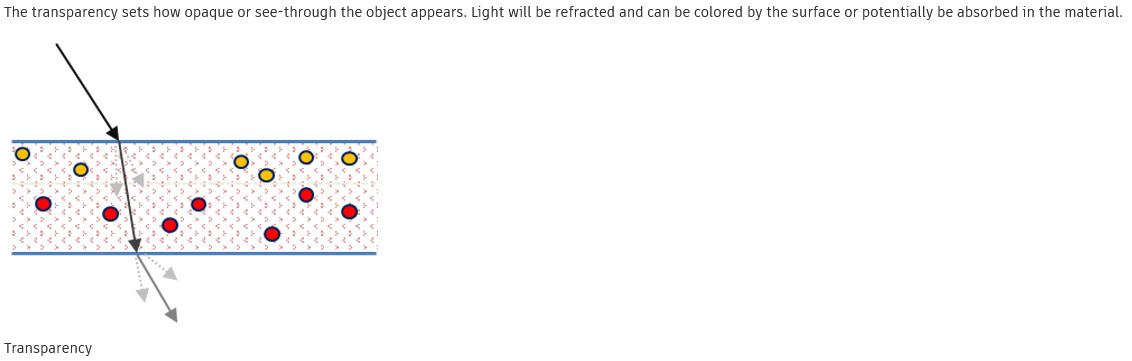 The transparency sets how opaque or see-through the object appears. Light will be refracted and can be colored by the surface or potentially be absorbed in the material.
Transparency